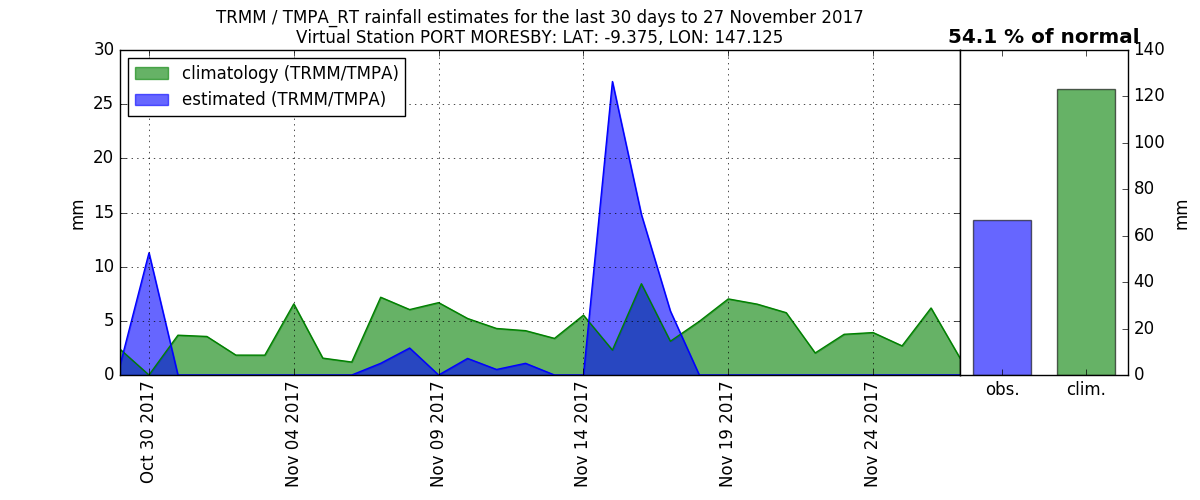 TRMM / TMPA_RT rainfall estimates for the last 30 days to 27 November 2017
Virtual Station PORT MORESBY: LAT: -9.375, LON: 147.125
54.1 % of normal
climatology (TRMM/TMPA)
estimated (TRMM/TMPA)
30
25
20
15
10
5
0
mm
Oct 30 2017
Nov 04 2017
Nov 09 2017
Nov 14 2017
Nov 19 2017
Nov 24 2017
obs.
clim.
140
120
100
80
60
40
20
0
mm